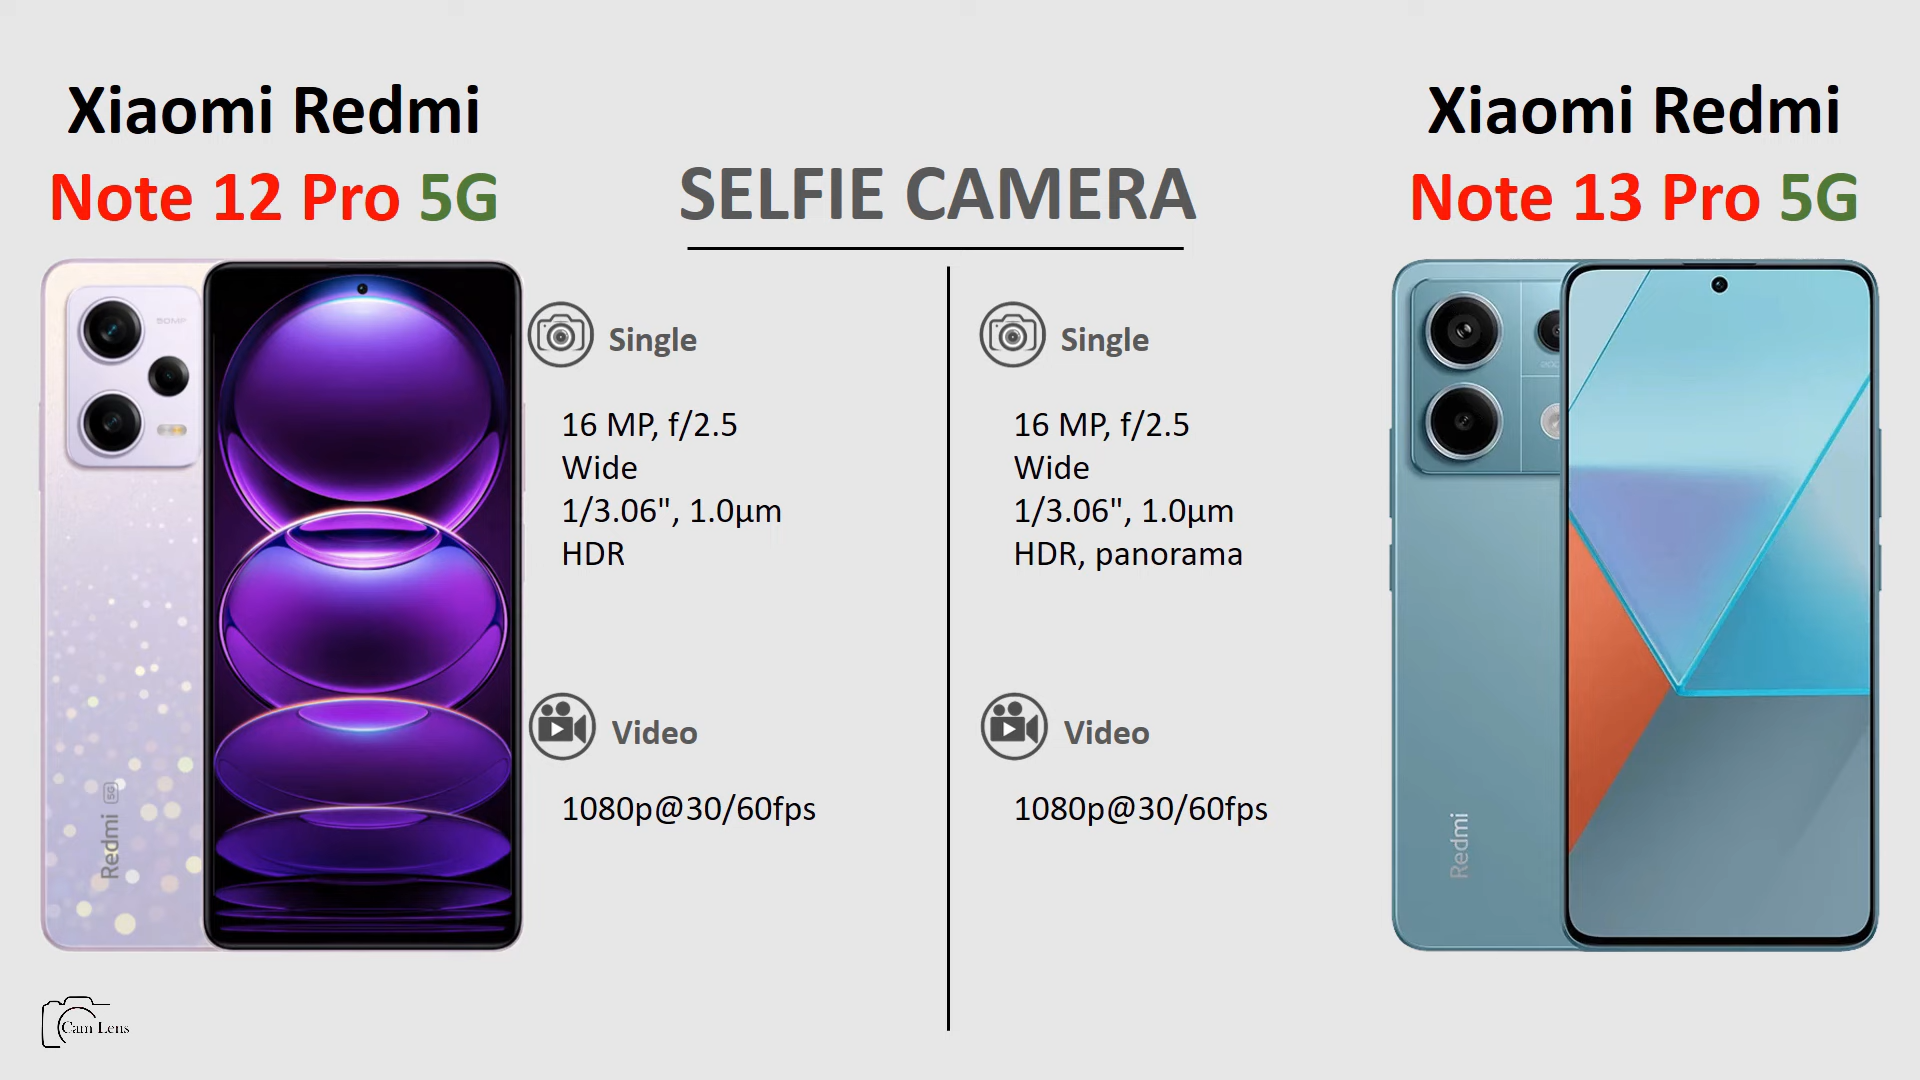 Xiaomi Redmi
Note 12 Pro 5G
SELFIE CAMERA
Xiaomi Redmi
Note 13 Pro 5G
50MP
Single
16 MP, f/2.5
Wide
1/3.06", 1.0µm
HDR
Video
1080p@30/60fps
Single
16 MP, f/2.5
Wide
1/3.06", 1.0µm
HDR, panorama
Video
1080p@30/60fps
Redmi 5G
Redmi
Cam Lens